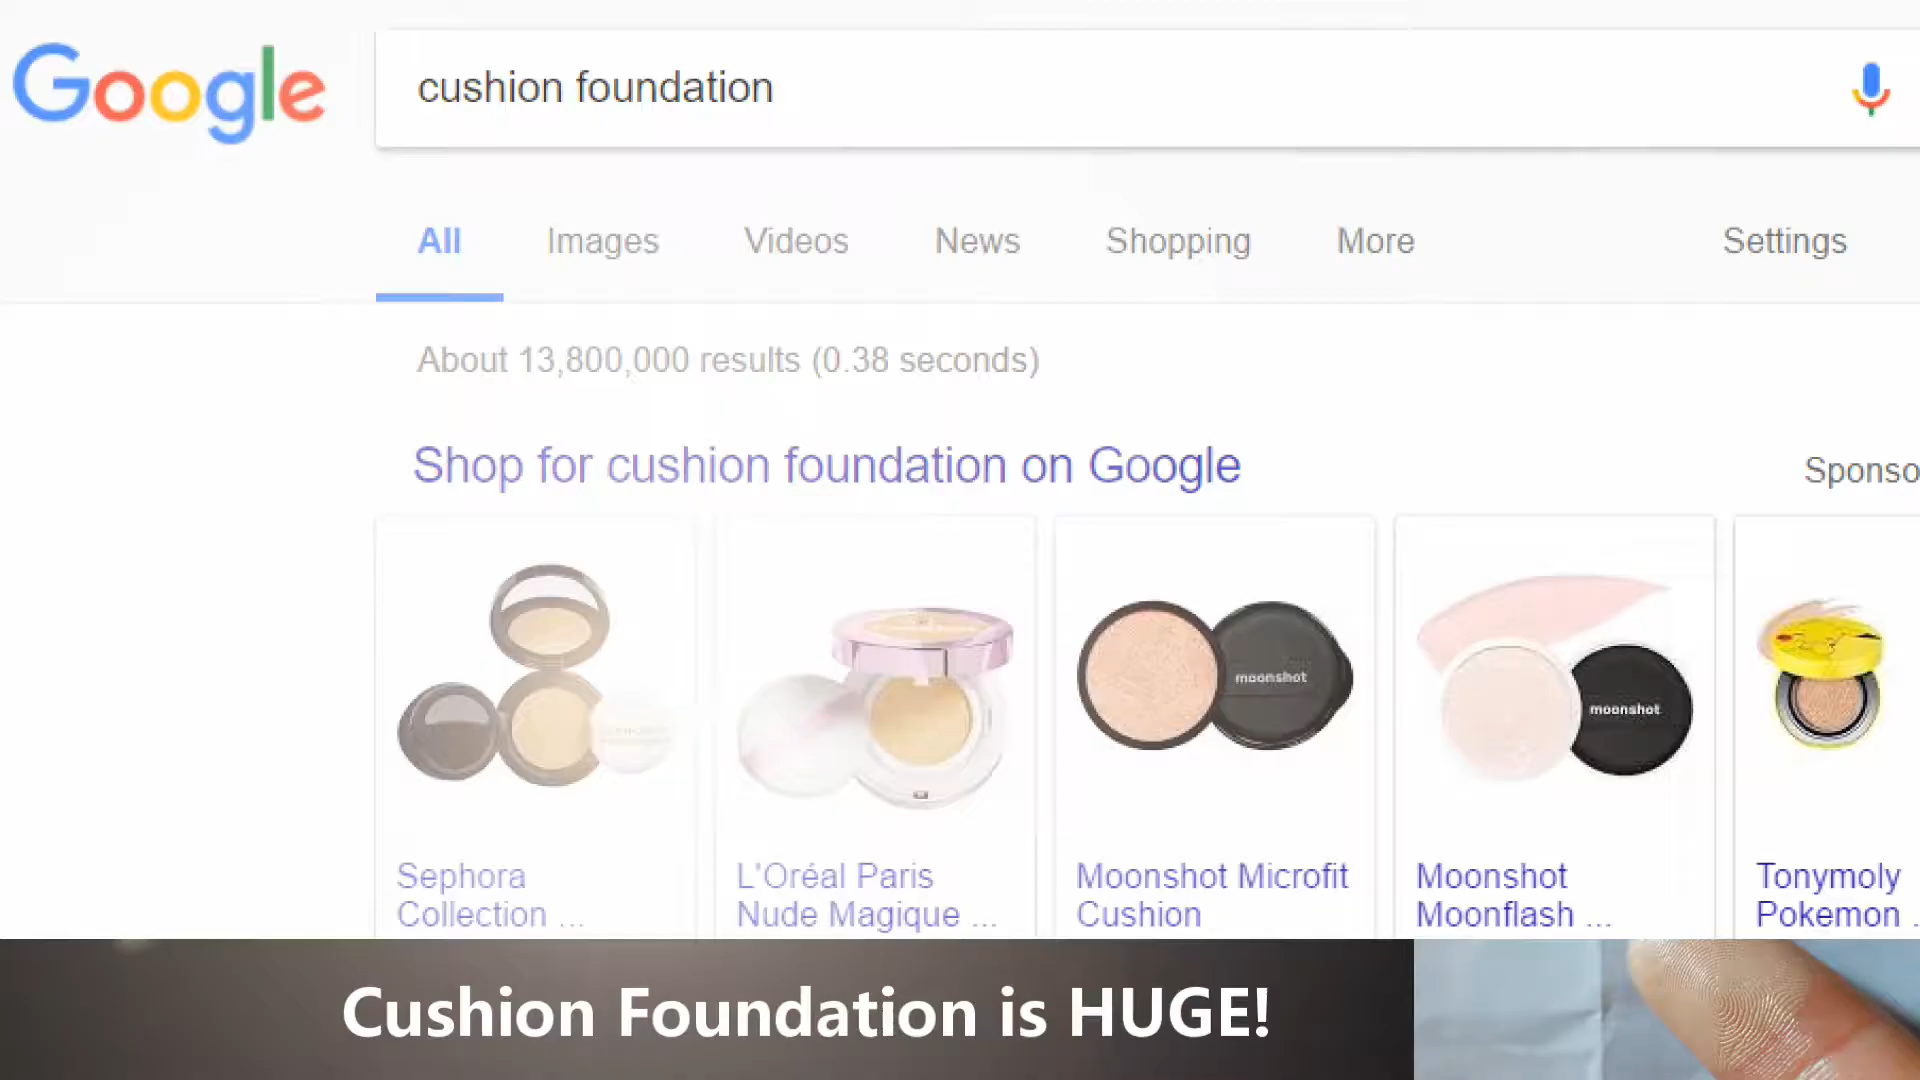 Google
cushion foundation
All Images Videos News Shopping More Settings
About 13,800,000 results (0.38 seconds)
Shop for cushion foundation on Google
Sponso
moonshot
moonshot
Sephora
Collection ...
L'Oréal Paris
Nude Magique ...
Moonshot Microfit
Cushion
Moonshot
Moonflash ...
Tonymoly
Pokemon .
Cushion Foundation is HUGE!